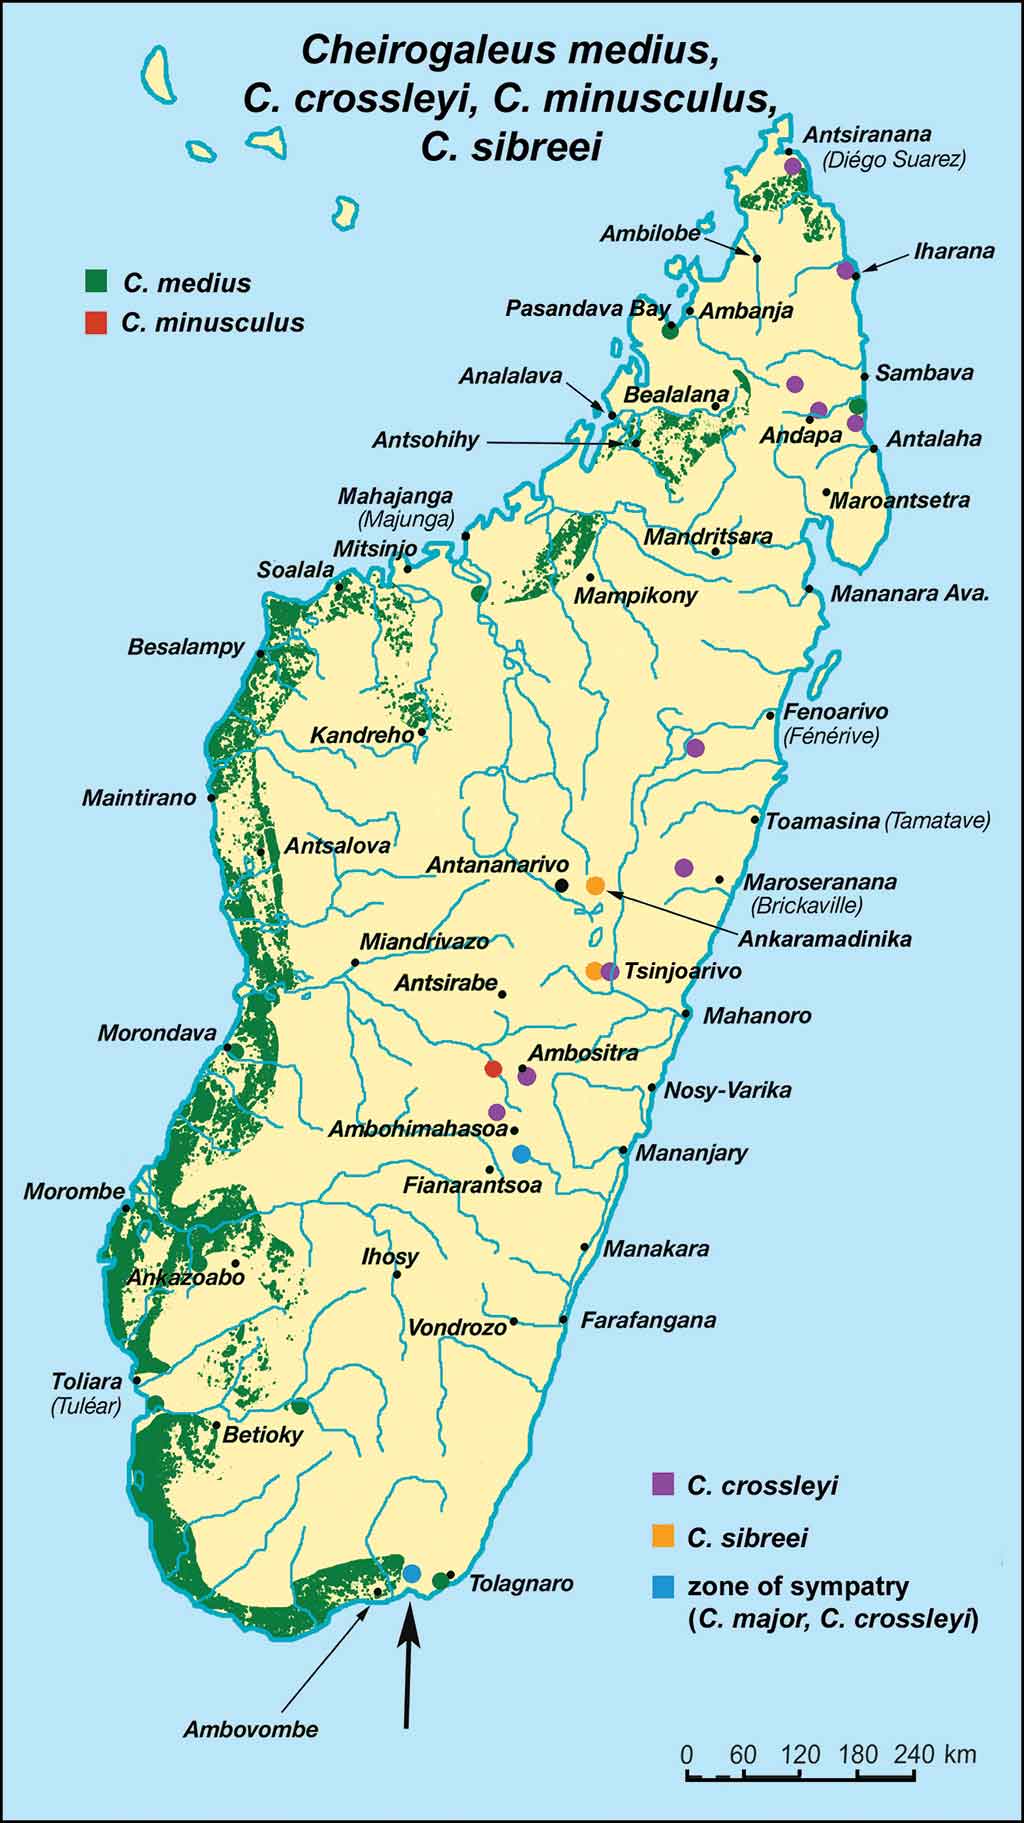 Cheirogaleus medius,
C. crossleyi, C. minusculus,
C. sibreei
Antsiranana
(Diégo Suarez)
Ambilobe
Iharana
C. medius
Pasandava Bay
Ambanja
C. minusculus
Analalava
Sambava
Bealalana
Antsohihy
Andapa
Antalaha
Mahajanga
(Majunga)
Maroantsetra
Mandritsara
Mitsinjo
Soalala
Mampikony
Mananara Ava.
Besalampy
Fenoarivo
(Fénérive)
Kandreho
Maintirano
Toamasina (Tamatave)
Antsalova
Antananarivo
Maroseranana
(Brickaville)
Miandrivazo
Ankaramadinika
Antsirabe
Tsinjoarivo
Mahanoro
Morondava
Ambositra
Nosy-Varika
Ambohimahasoa
Mananjary
Fianarantsoa
Morombe
Manakara
Ihosy
Ankazoabo
Vondrozo
Farafangana
Toliara
(Tuléar)
Betioky
C. crossleyi
C. sibreei
zone of sympatry
(C. major, C. crossleyi)
Tolagnaro
Ambovombe
0 60 120 180 240 km